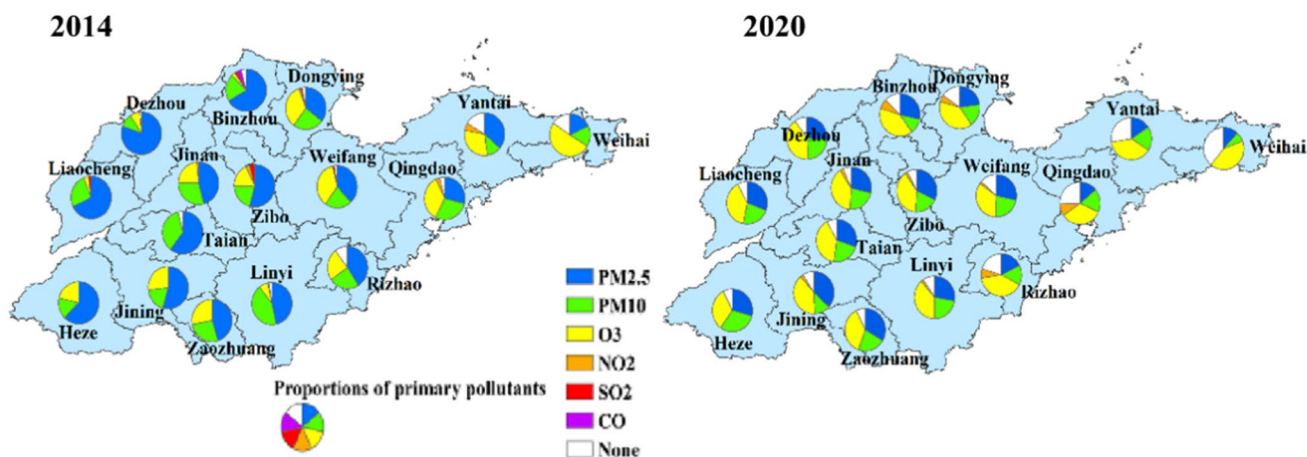 2014
Dezhou
Binzhou
Dongying
Yantai
Weihai
Liaocheng
Jinan
Zibo
Weifang
Qingdao
Taian
Linyi
Rizhao
Heze
Jining
Zaozhuang
Proportions of primary pollutants
PM2.5
PM10
O3
NO2
SO2
CO
None
2020
Binzhou
Dongying
Yantai
Dezhou
Weihai
Liaocheng
Jinan
Weifang
Qingdao
Zibo
Taian
Linyi
Rizhao
Heze
Jining
Zaozhuang